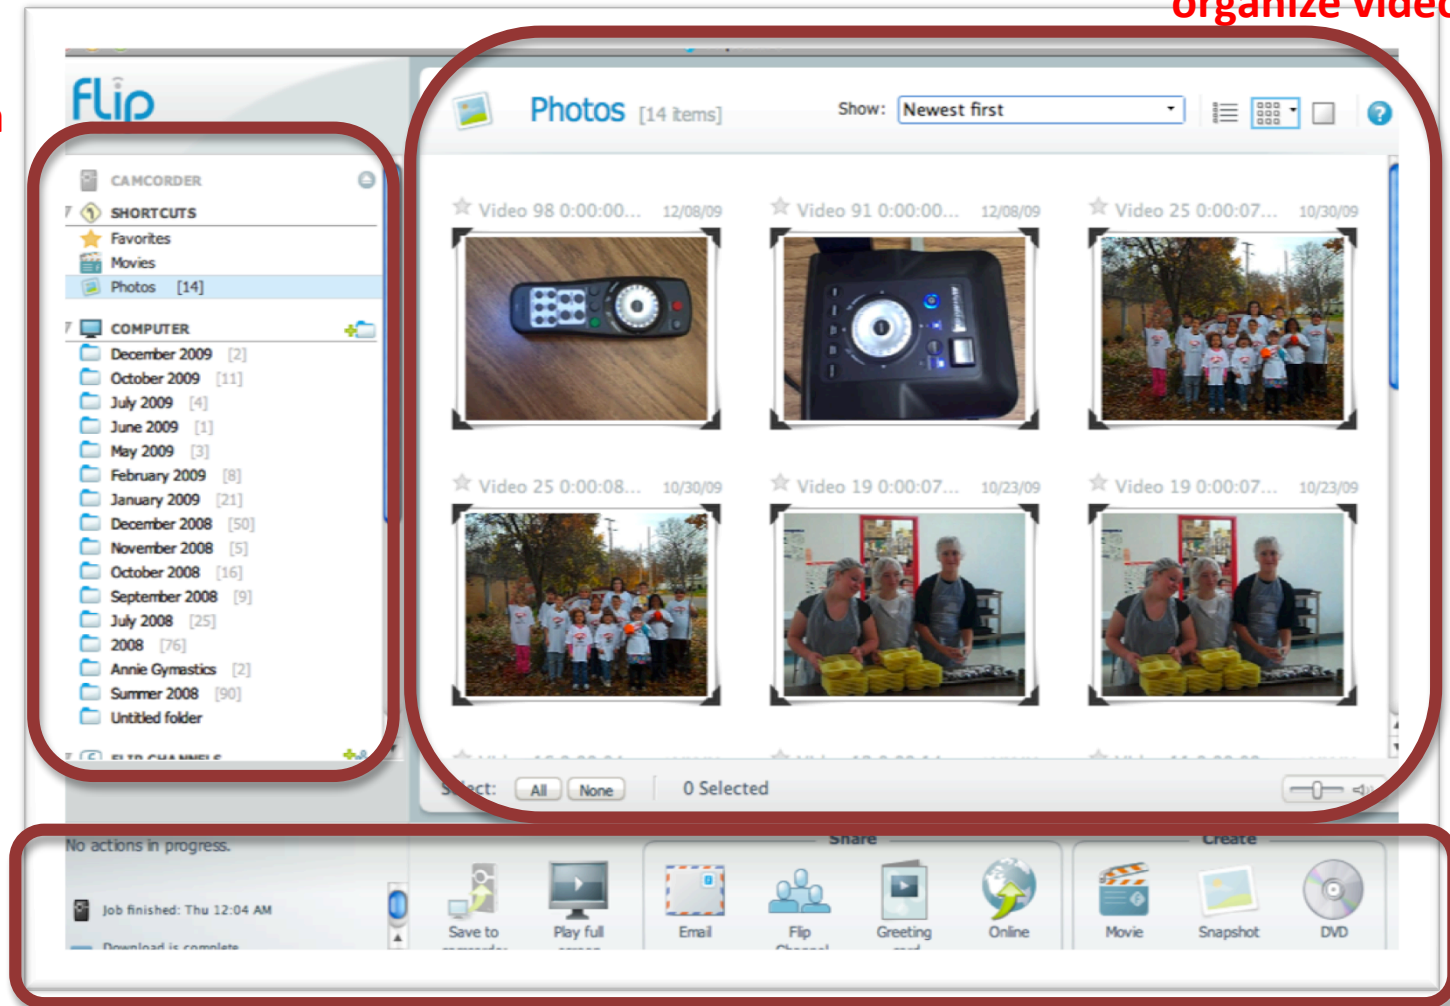 organize video
flip
Photos [14 items]
Show: Newest first
CAMCORDER
SHORTCUTS
Favorites
Movies
Photos [14]
COMPUTER
December 2009 [2]
October 2009 [11]
July 2009 [4]
June 2009 [1]
May 2009 [3]
February 2009 [8]
January 2009 [21]
December 2008 [50]
November 2008 [5]
October 2008 [16]
September 2008 [9]
July 2008 [25]
2008 [76]
Annie Gymastics [2]
Summer 2008 [90]
Untitled folder
FLIP CHANNELS
Video 98 0:00:00... 12/08/09
Video 91 0:00:00... 12/08/09
Video 25 0:00:07... 10/30/09
Video 25 0:00:08... 10/30/09
Video 19 0:00:07... 10/23/09
Video 19 0:00:07... 10/23/09
Select: All None 0 Selected
No actions in progress.
Job finished: Thu 12:04 AM
Download is complete
Share
Create
Save to camcorder
Play full screen
Email
Flip Channel
Greeting card
Online
Movie
Snapshot
DVD